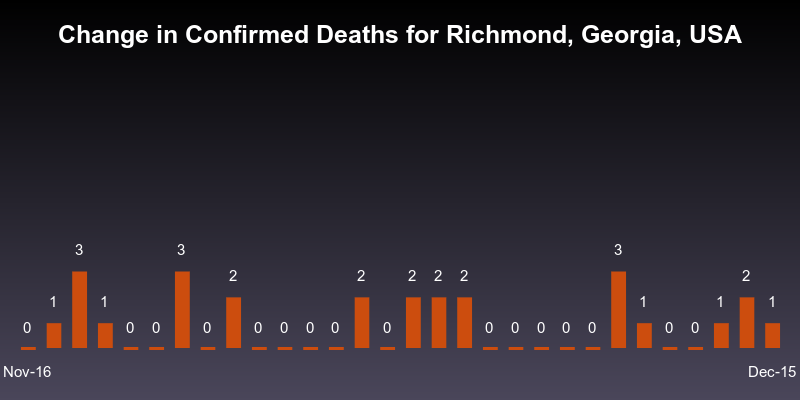 Change in Confirmed Deaths for Richmond, Georgia, USA
0 1 3 1 0 0 3 0 2 0 0 0 0 2 0 2 2 2 0 0 0 0 0 3 1 0 0 1 2 1
Nov-16 Dec-15